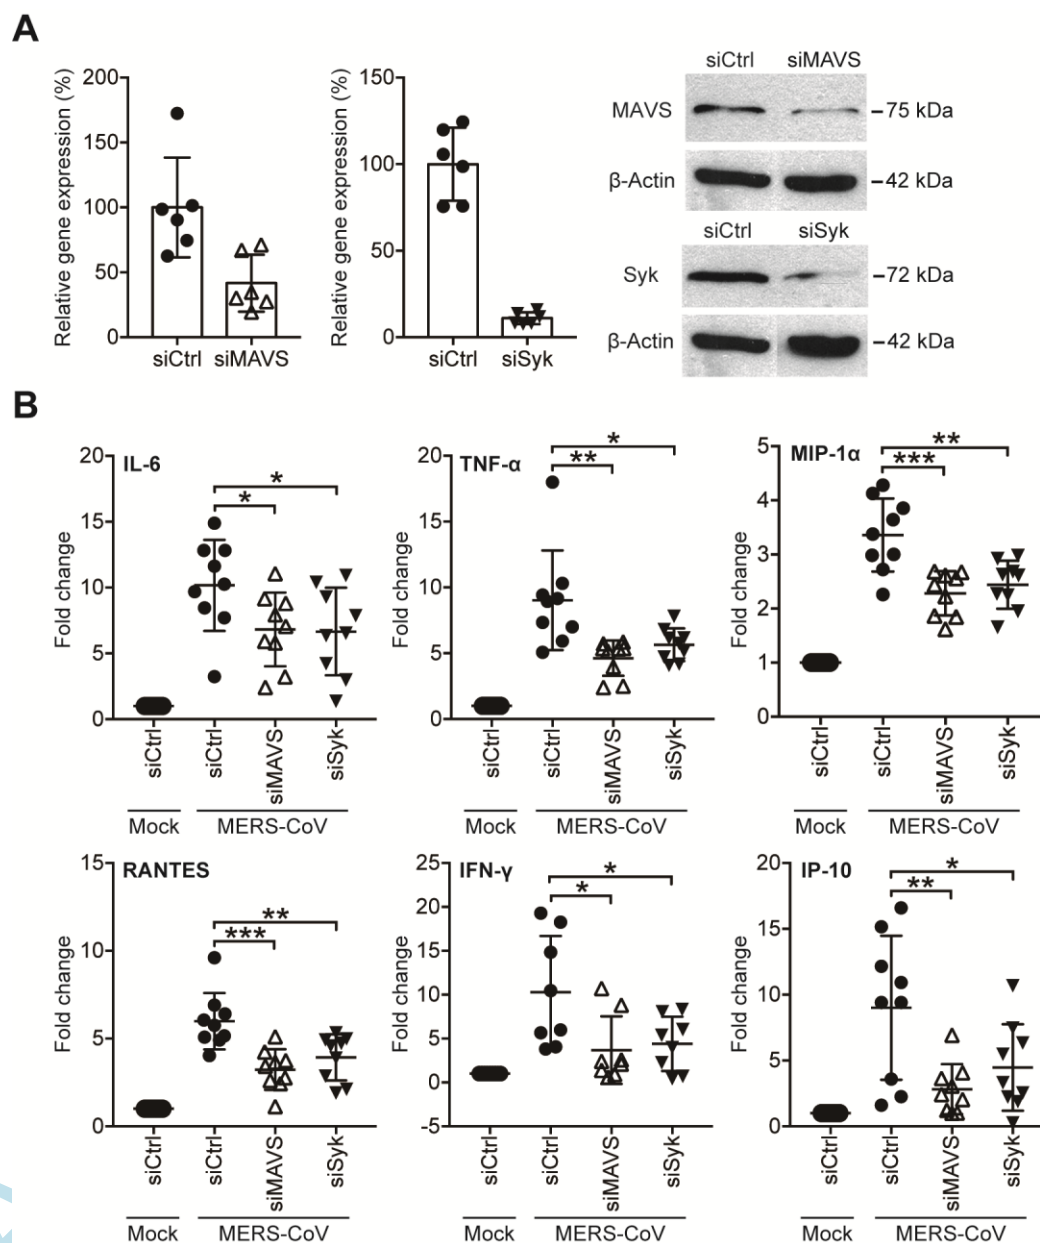 A
Relative gene expression (%)
200
150
100
50
0
siCtrl siMAVS
Relative gene expression (%)
150
100
50
0
siCtrl siSyk
siCtrl siMAVS
MAVS –75 kDa
β-Actin –42 kDa
siCtrl siSyk
Syk –72 kDa
β-Actin –42 kDa
B
IL-6
Fold change
20
15
10
5
0
*
*
siCtrl siCtrl siMAVS siSyk
Mock MERS-CoV
TNF-α
Fold change
20
15
10
5
0
*
**
siCtrl siCtrl siMAVS siSyk
Mock MERS-CoV
MIP-1α
Fold change
5
4
3
2
1
0
**
***
siCtrl siCtrl siMAVS siSyk
Mock MERS-CoV
RANTES
Fold change
15
10
5
0
**
***
siCtrl siCtrl siMAVS siSyk
Mock MERS-CoV
IFN-γ
Fold change
25
20
15
10
5
0
-5
*
*
siCtrl siCtrl siMAVS siSyk
Mock MERS-CoV
IP-10
Fold change
20
15
10
5
0
*
**
siCtrl siCtrl siMAVS siSyk
Mock MERS-CoV